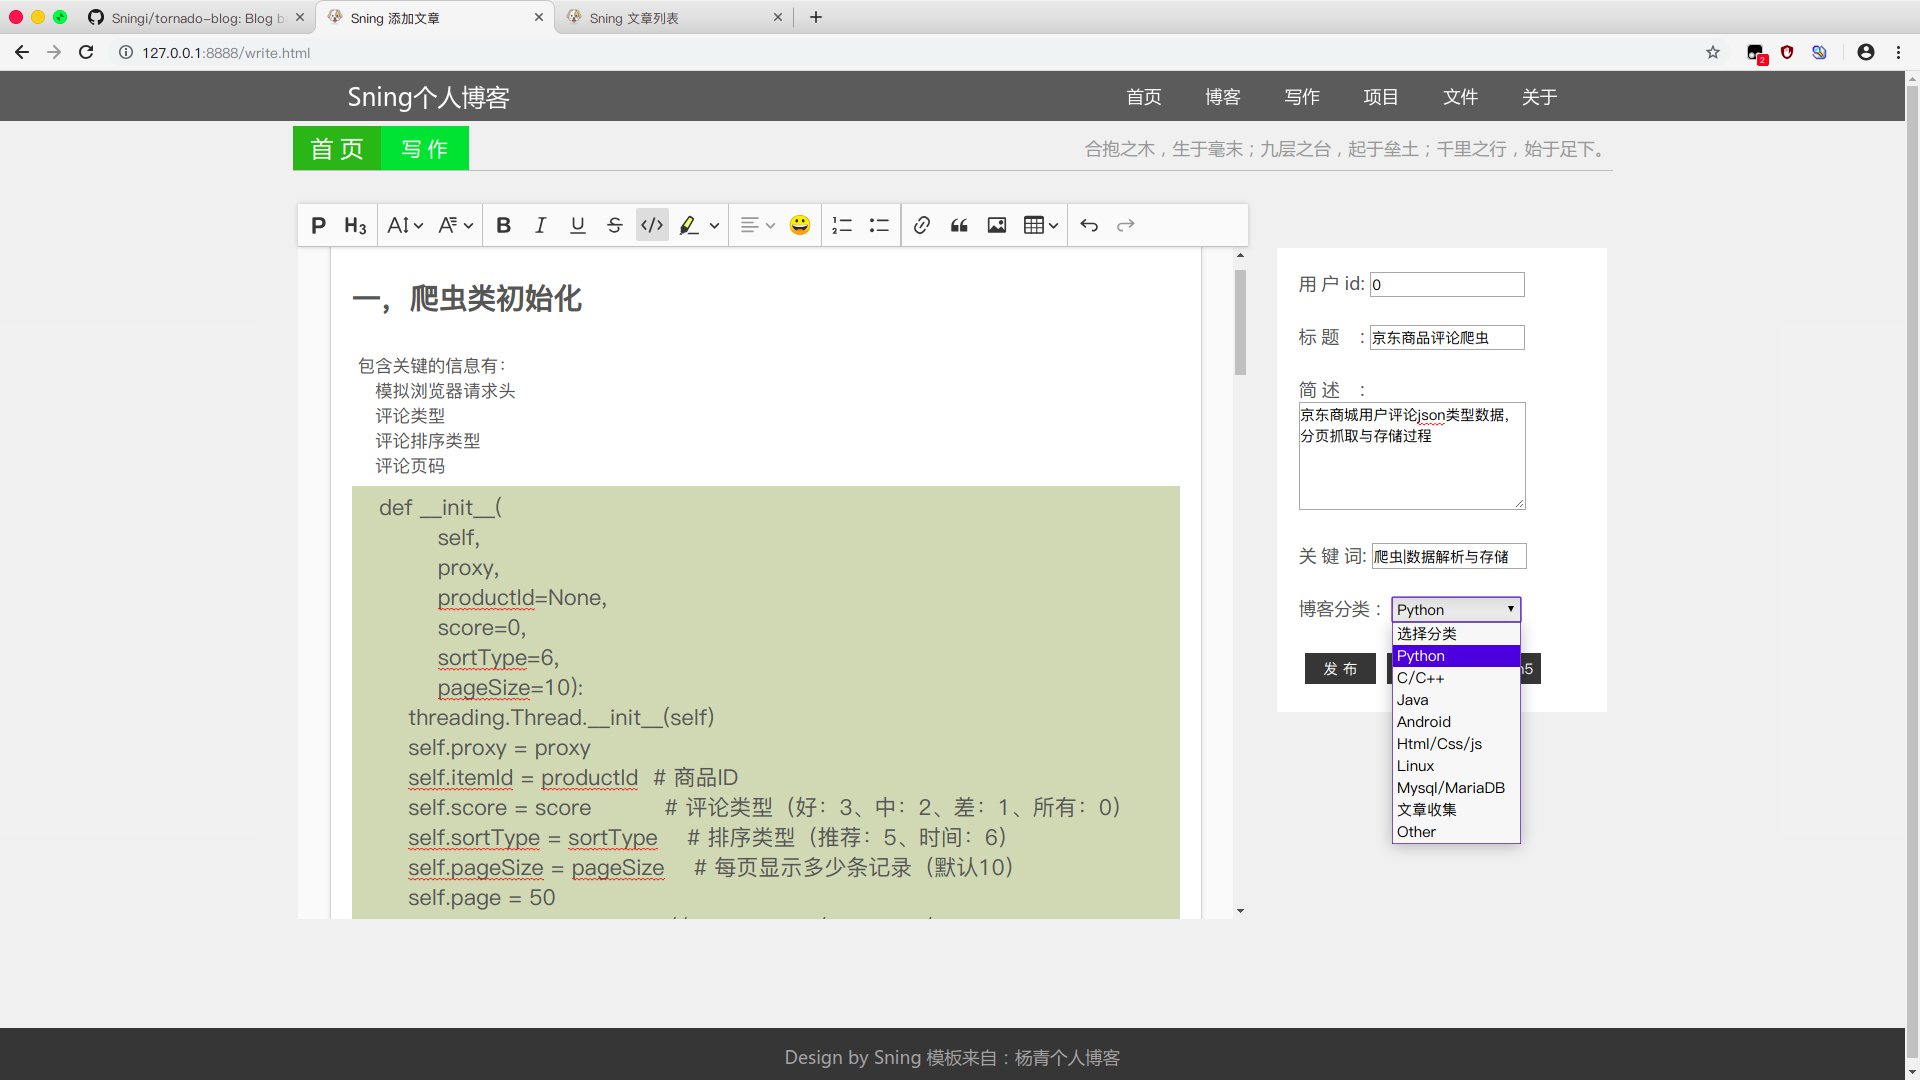 Sningi/tornado-blog: Blog b
Sning 添加文章
Sning 文章列表
127.0.0.1:8888/write.html
2
Sning个人博客
首页
博客
写作
项目
文件
关于
首 页
写 作
合抱之木，生于毫末；九层之台，起于垒土；千里之行，始于足下。
P H3 A A B I U S
一，爬虫类初始化
包含关键的信息有：
模拟浏览器请求头
评论类型
评论排序类型
评论页码
def __init__(
self,
proxy,
productId=None,
score=0,
sortType=6,
pageSize=10):
threading.Thread.__init__(self)
self.proxy = proxy
self.itemId = productId # 商品ID
self.score = score # 评论类型（好：3、中：2、差：1、所有：0）
self.sortType = sortType # 排序类型（推荐：5、时间：6）
self.pageSize = pageSize # 每页显示多少条记录（默认10）
self.page = 50
用 户 id: 0
标 题 : 京东商品评论爬虫
简 述 :
京东商城用户评论json类型数据，
分页抓取与存储过程
关 键 词: 爬虫|数据解析与存储
博客分类： Python
选择分类
Python
C/C++
Java
Android
Html/Css/js
Linux
Mysql/MariaDB
文章收集
Other
发 布
5
Design by Sning 模板来自：杨青个人博客